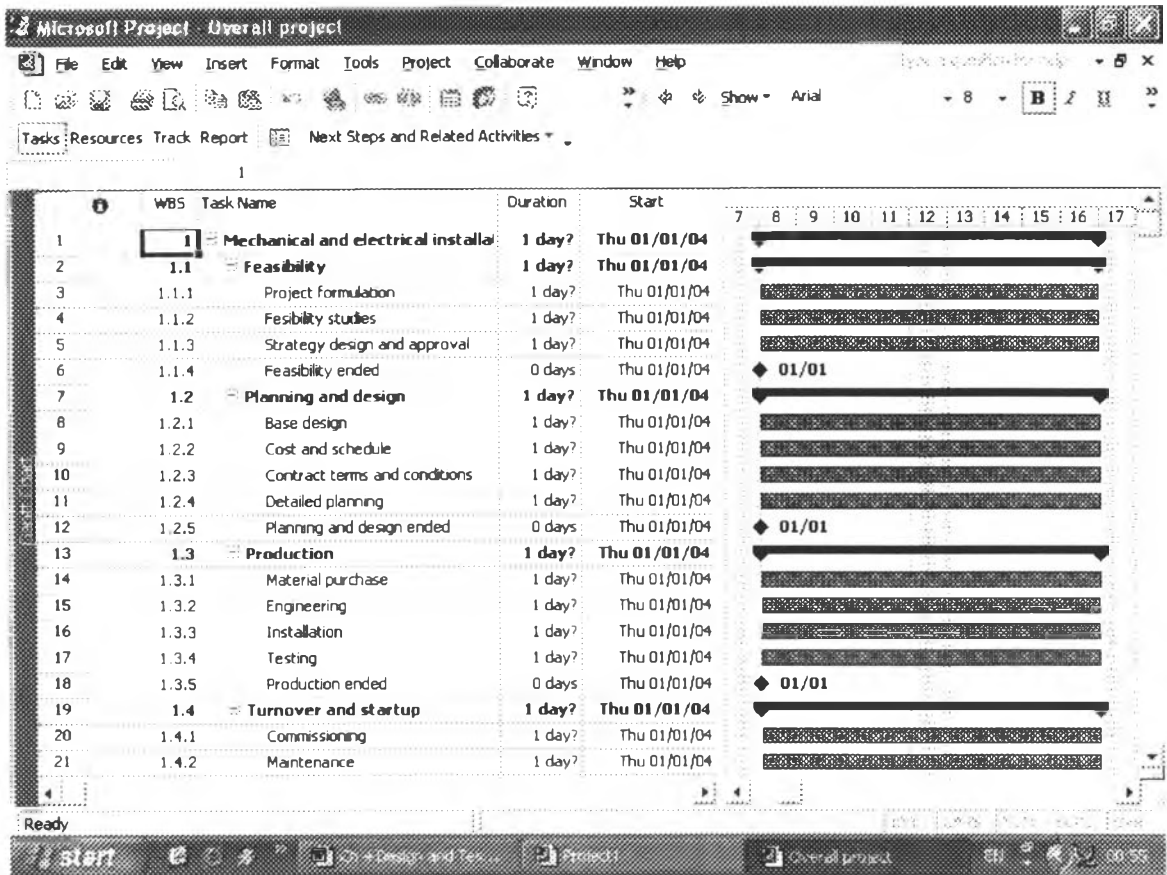 Microsoft Project - Overall project
File Edit View Insert Format Tools Project Collaborate Window Help
Show Arial 8 B I U
Tasks Resources Track Report Next Steps and Related Activities
1
WBS Task Name Duration Start 7 8 9 10 11 12 13 14 15 16 17
1 1 Mechanical and electrical installa 1 day? Thu 01/01/04
2 1.1 Feasibility 1 day? Thu 01/01/04
3 1.1.1 Project formulation 1 day? Thu 01/01/04
4 1.1.2 Fesibility studies 1 day? Thu 01/01/04
5 1.1.3 Strategy design and approval 1 day? Thu 01/01/04
6 1.1.4 Feasibility ended 0 days Thu 01/01/04 01/01
7 1.2 Planning and design 1 day? Thu 01/01/04
8 1.2.1 Base design 1 day? Thu 01/01/04
9 1.2.2 Cost and schedule 1 day? Thu 01/01/04
10 1.2.3 Contract terms and conditions 1 day? Thu 01/01/04
11 1.2.4 Detailed planning 1 day? Thu 01/01/04
12 1.2.5 Planning and design ended 0 days Thu 01/01/04 01/01
13 1.3 Production 1 day? Thu 01/01/04
14 1.3.1 Material purchase 1 day? Thu 01/01/04
15 1.3.2 Engineering 1 day? Thu 01/01/04
16 1.3.3 Installation 1 day? Thu 01/01/04
17 1.3.4 Testing 1 day? Thu 01/01/04
18 1.3.5 Production ended 0 days Thu 01/01/04 01/01
19 1.4 Turnover and startup 1 day? Thu 01/01/04
20 1.4.1 Commissioning 1 day? Thu 01/01/04
21 1.4.2 Maintenance 1 day? Thu 01/01/04
Ready
start Ch 4 Design and Tes... Project1 Overall project EN 00:55